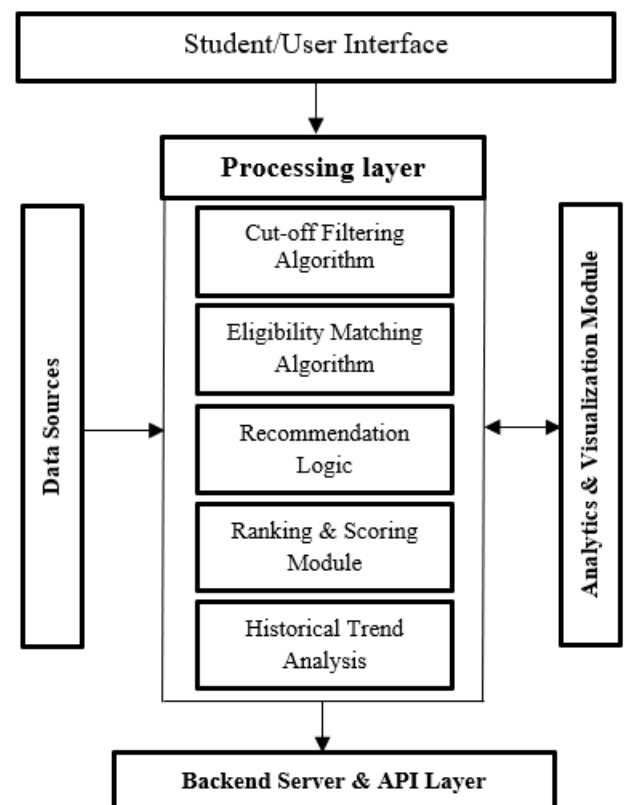 Student/User Interface
Processing layer
Cut-off Filtering
Algorithm
Eligibility Matching
Algorithm
Recommendation
Logic
Ranking & Scoring
Module
Historical Trend
Analysis
Data Sources
Analytics & Visualization Module
Backend Server & API Layer